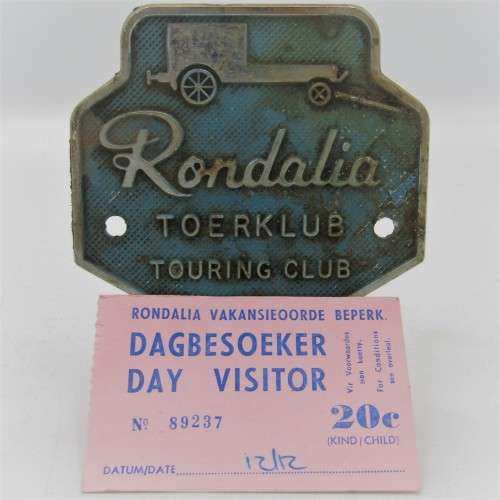 Rondalia
TOERKLUB
TOURING CLUB
RONDALIA VAKANSIEOORDE BEPERK.
DAGBESOEKER
DAY VISITOR
Vir Voorwaardes
sien keersy.
For Conditions
see overleaf.
Nº 89237
20c
(KIND/CHILD)
DATUM/DATE 12/12